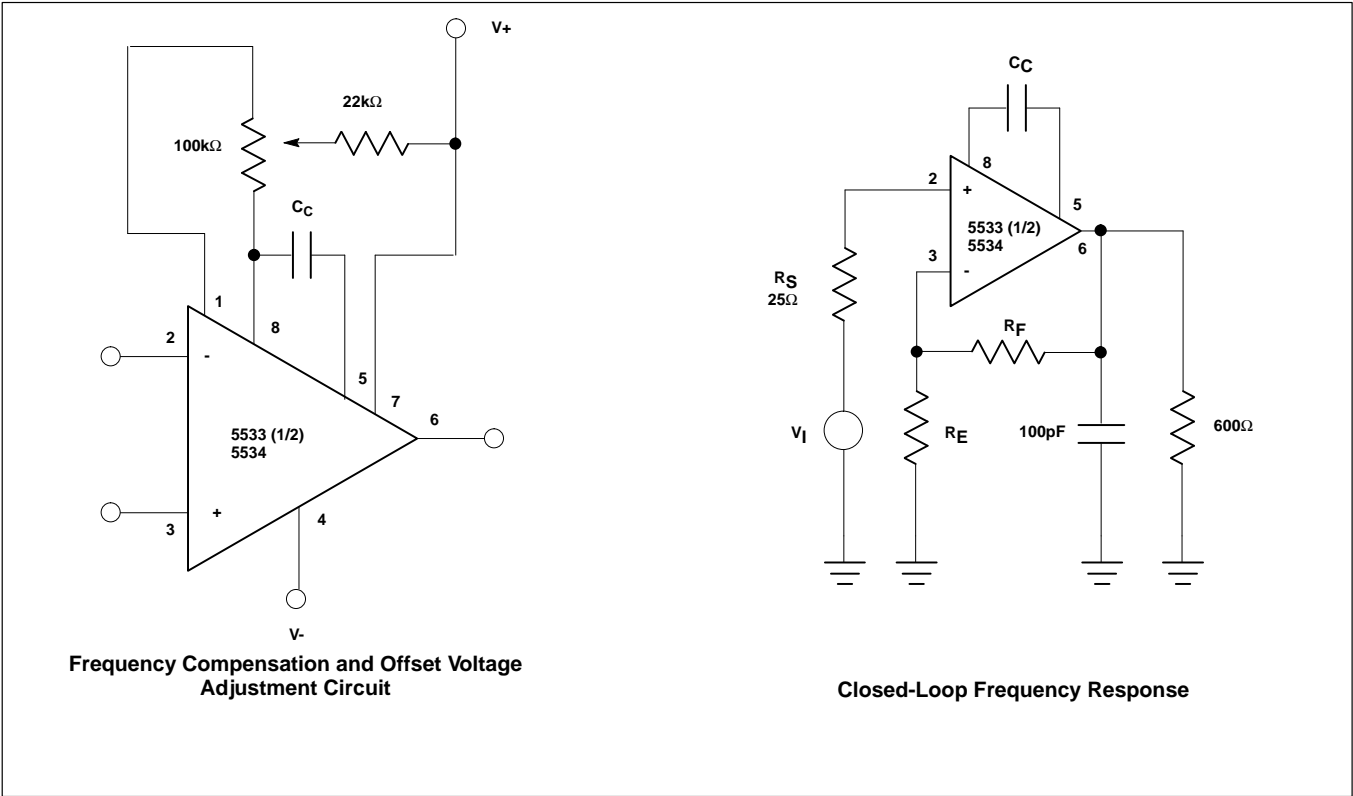 V+
22kΩ
100kΩ
CC
1
8
2
-
5
7
6
5533 (1/2)
5534
3
+
4
V-
Frequency Compensation and Offset Voltage
Adjustment Circuit
CC
8
2
+
5
5533 (1/2)
5534
6
3
-
RS
25Ω
RF
VI
RE
100pF
600Ω
Closed-Loop Frequency Response